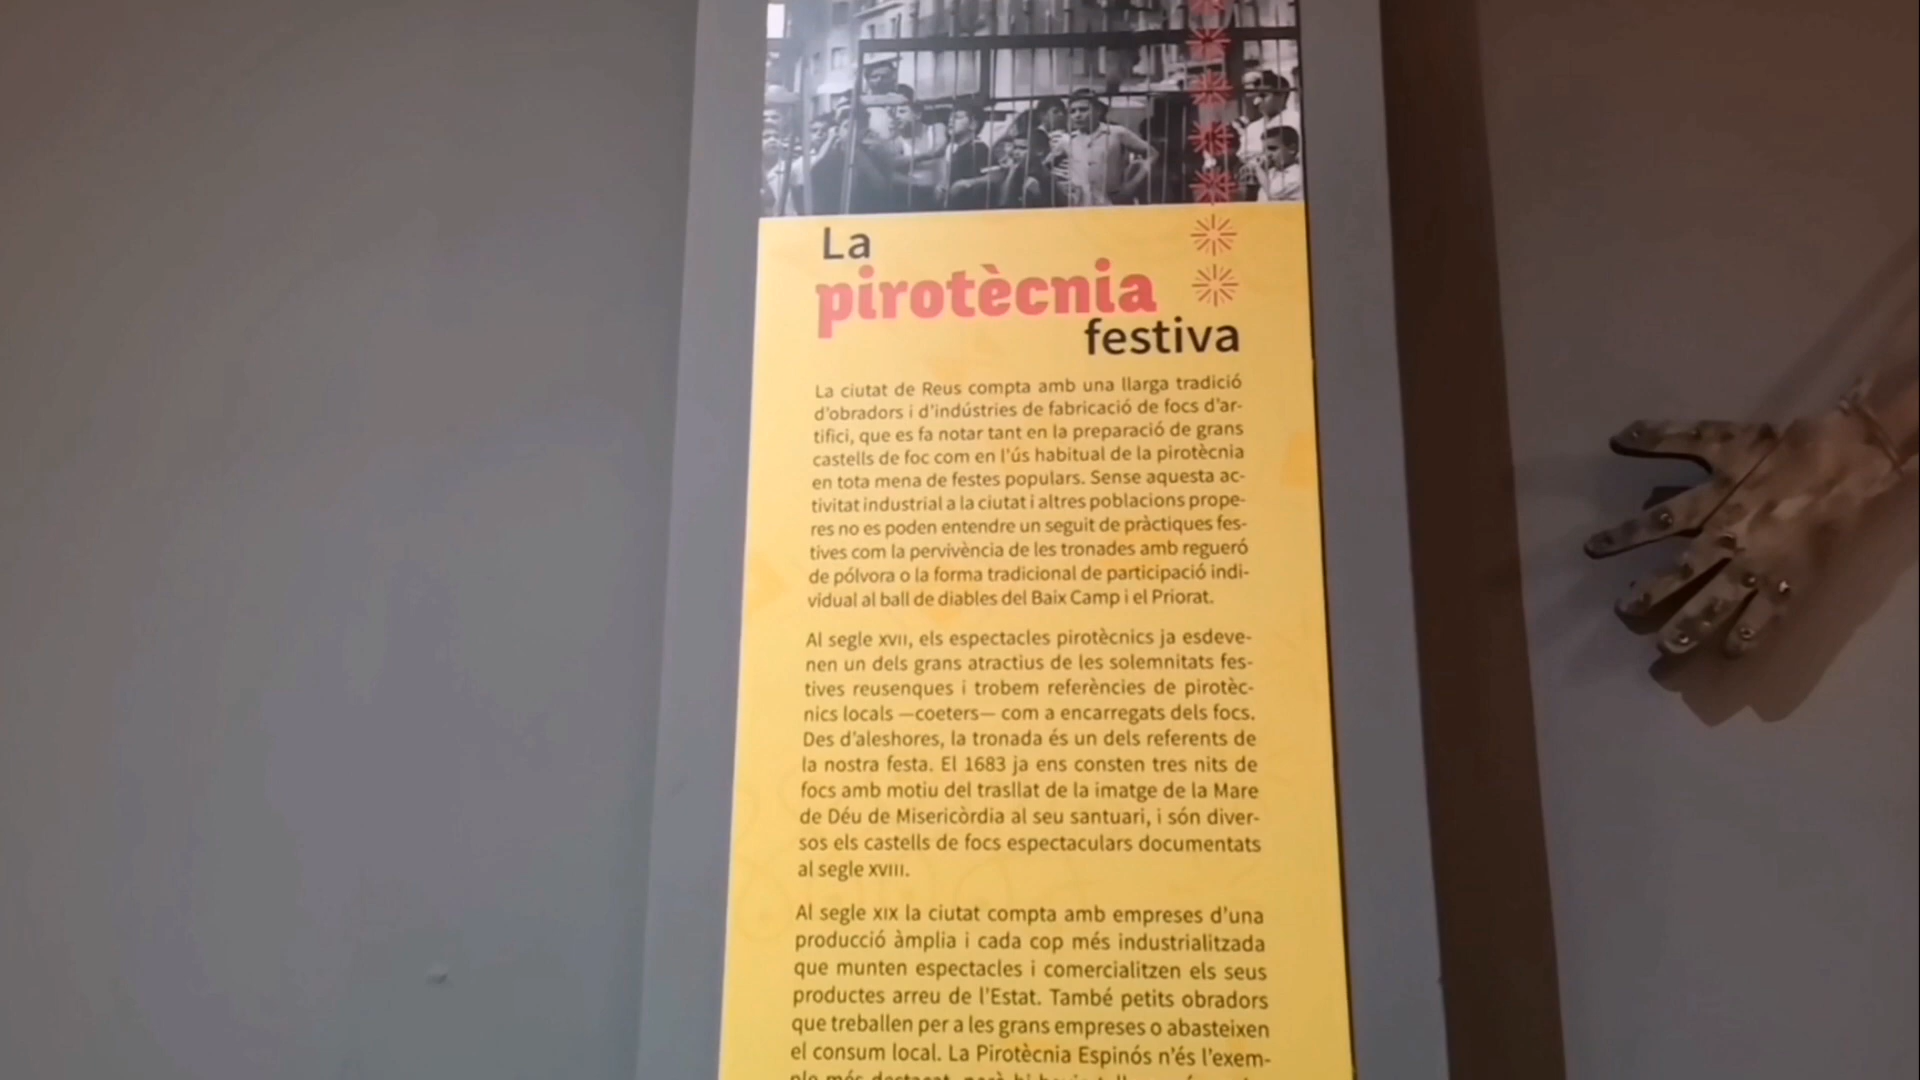 La
pirotècnia
festiva
La ciutat de Reus compta amb una llarga tradició
d'obradors i d'indústries de fabricació de focs d'ar-
tifici, que es fa notar tant en la preparació de grans
castells de foc com en l'ús habitual de la pirotècnia
en tota mena de festes populars. Sense aquesta ac-
tivitat industrial a la ciutat i altres poblacions prope-
res no es poden entendre un seguit de pràctiques fes-
tives com la pervivència de les tronades amb regueró
de pólvora o la forma tradicional de participació indi-
vidual al ball de diables del Baix Camp i el Priorat.
Al segle XVII, els espectacles pirotècnics ja esdeve-
nen un dels grans atractius de les solemnitats fes-
tives reusenques i trobem referències de pirotèc-
nics locals —coeters— com a encarregats dels focs.
Des d'aleshores, la tronada és un dels referents de
la nostra festa. El 1683 ja ens consten tres nits de
focs amb motiu del trasllat de la imatge de la Mare
de Déu de Misericòrdia al seu santuari, i són diver-
sos els castells de focs espectaculars documentats
al segle XVIII.
Al segle XIX la ciutat compta amb empreses d'una
producció àmplia i cada cop més industrialitzada
que munten espectacles i comercialitzen els seus
productes arreu de l'Estat. També petits obradors
que treballen per a les grans empreses o abasteixen
el consum local. La Pirotècnia Espinós n'és l'exem-
ple més destacat, però hi